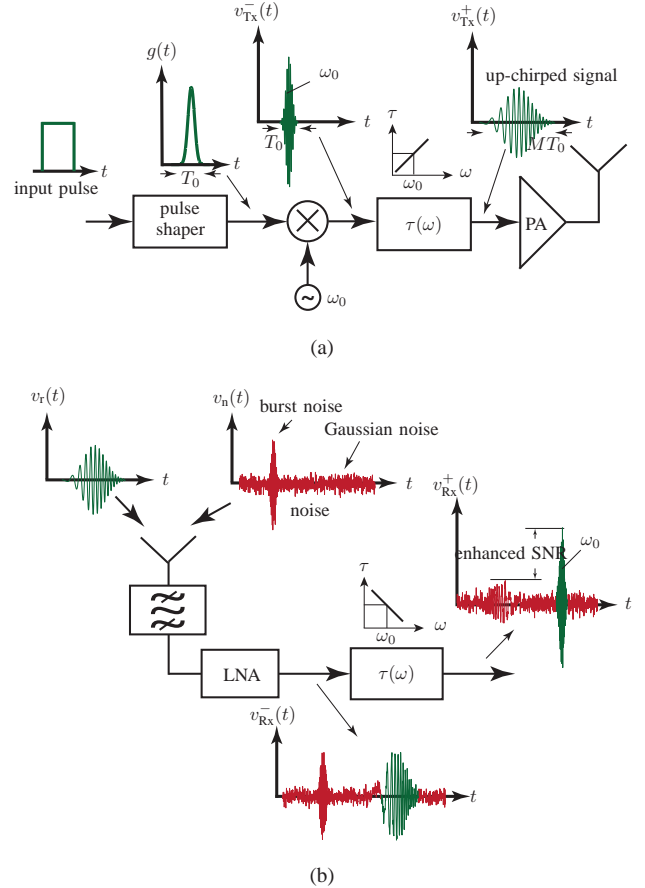 v⁻Tx(t)
v⁺Tx(t)
g(t)
ω₀
up-chirped signal
T₀
t
MT₀
t
τ
t
T₀
t
input pulse
ω₀
ω
pulse
shaper
τ(ω)
PA
~
ω₀
(a)
vr(t)
vn(t)
burst noise
Gaussian noise
t
t
v⁺Rx(t)
noise
enhanced SNR
ω₀
τ
t
ω₀
ω
LNA
τ(ω)
v⁻Rx(t)
t
(b)